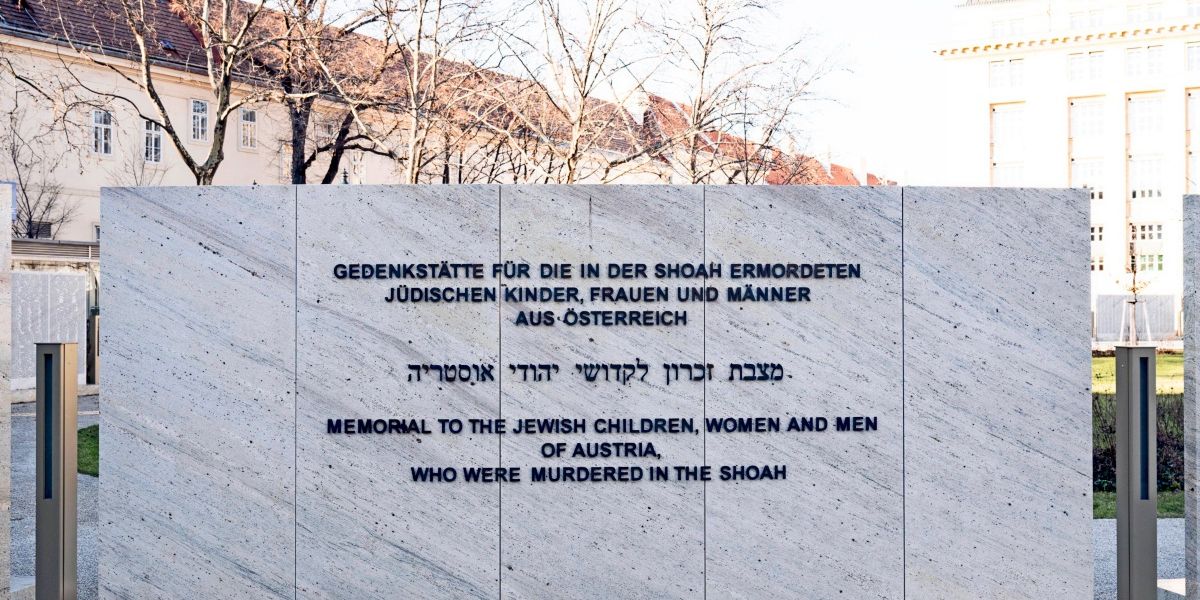 GEDENKSTÄTTE FÜR DIE IN DER SHOAH ERMORDETEN
JÜDISCHEN KINDER, FRAUEN UND MÄNNER
AUS ÖSTERREICH
מצבת זכרון לקדושי יהודי אוסטריה
MEMORIAL TO THE JEWISH CHILDREN, WOMEN AND MEN
OF AUSTRIA,
WHO WERE MURDERED IN THE SHOAH